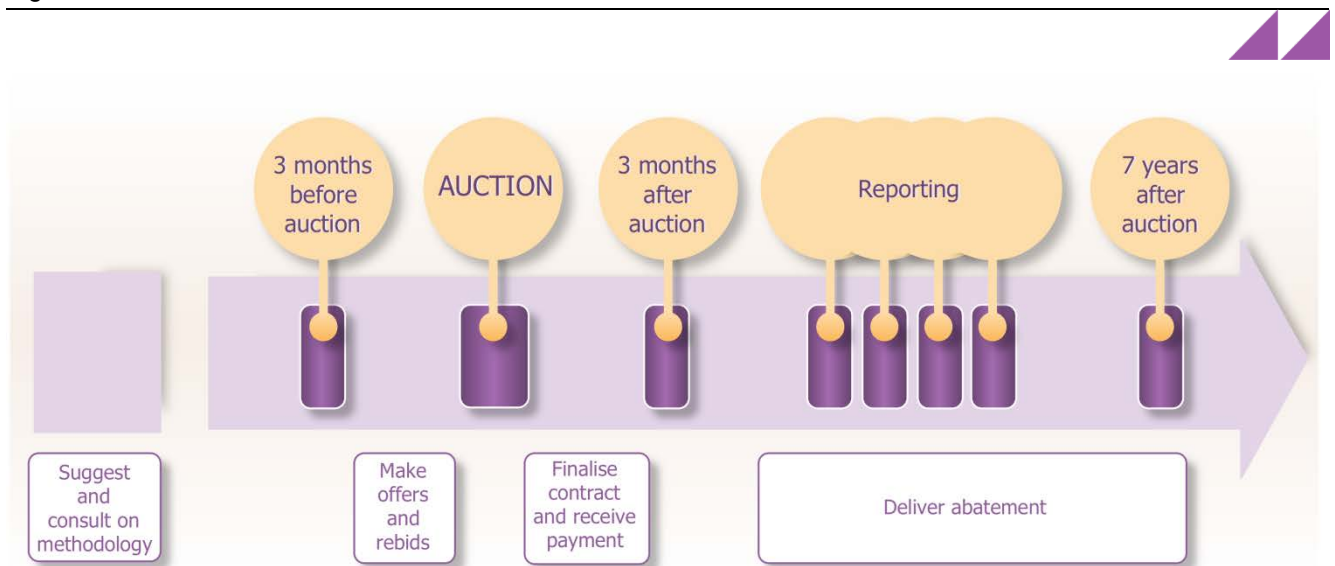 3 months
before
auction
AUCTION
3 months
after
auction
Reporting
7 years
after
auction
Suggest
and
consult on
methodology
Make
offers
and
rebids
Finalise
contract
and receive
payment
Deliver abatement